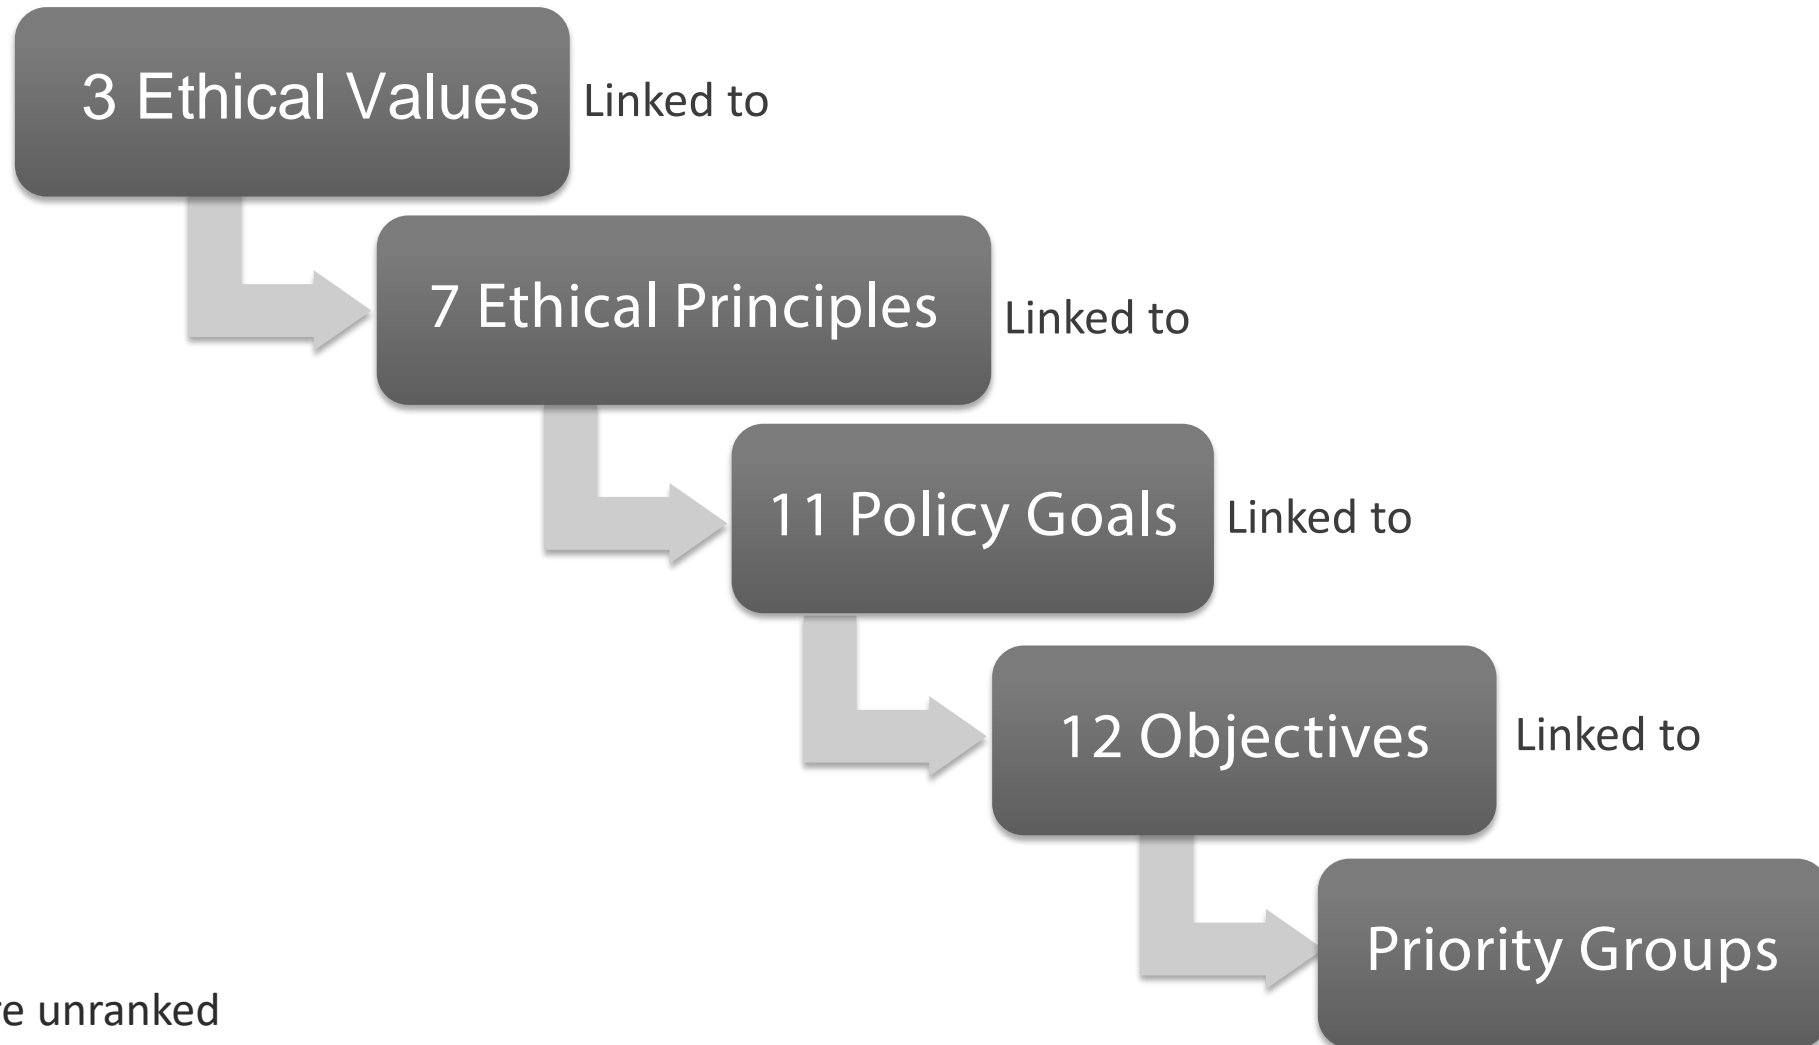 3 Ethical Values
Linked to
7 Ethical Principles
Linked to
11 Policy Goals
Linked to
12 Objectives
Linked to
Priority Groups
unranked